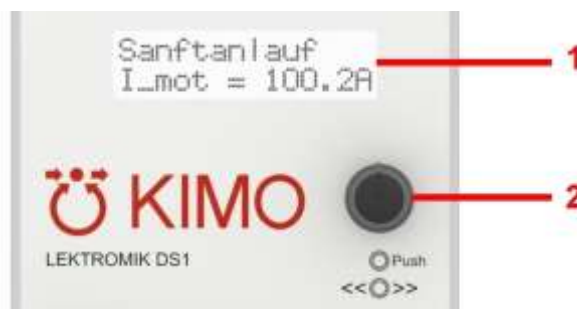 Sanftanlauf
I_mot = 100.2A
1
KIMO
2
LEKTROMIK DS1
Push
<< >>